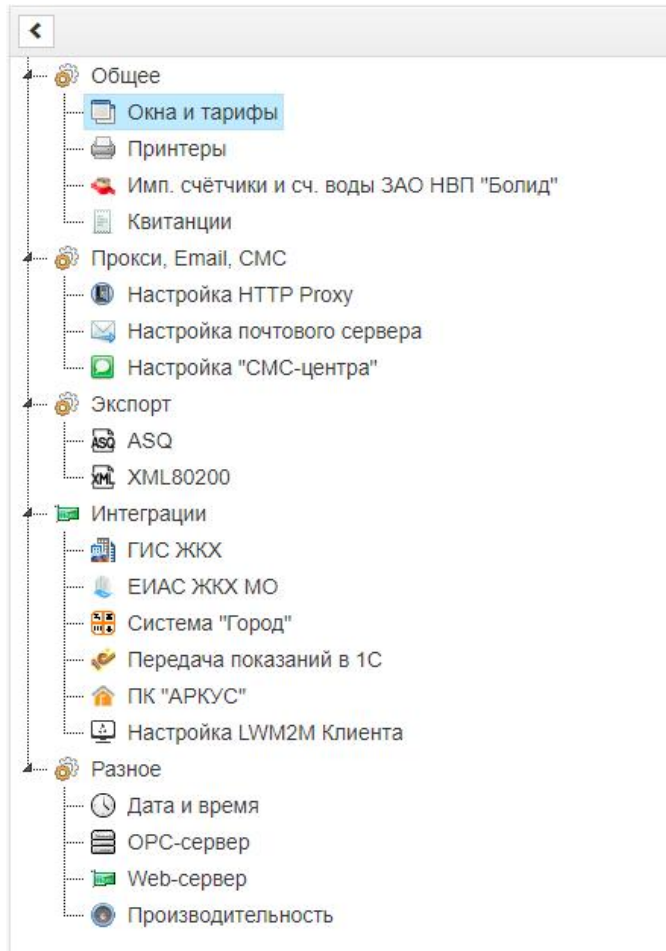 Общее
Окна и тарифы
Принтеры
Имп. счётчики и сч. воды ЗАО НВП "Болид"
Квитанции
Прокси, Email, СМС
Настройка HTTP Proxy
Настройка почтового сервера
Настройка "СМС-центра"
Экспорт
ASQ
XML80200
Интеграции
ГИС ЖКХ
ЕИАС ЖКХ МО
Система "Город"
Передача показаний в 1С
ПК "АРКУС"
Настройка LWM2M Клиента
Разное
Дата и время
OPC-сервер
Web-сервер
Производительность